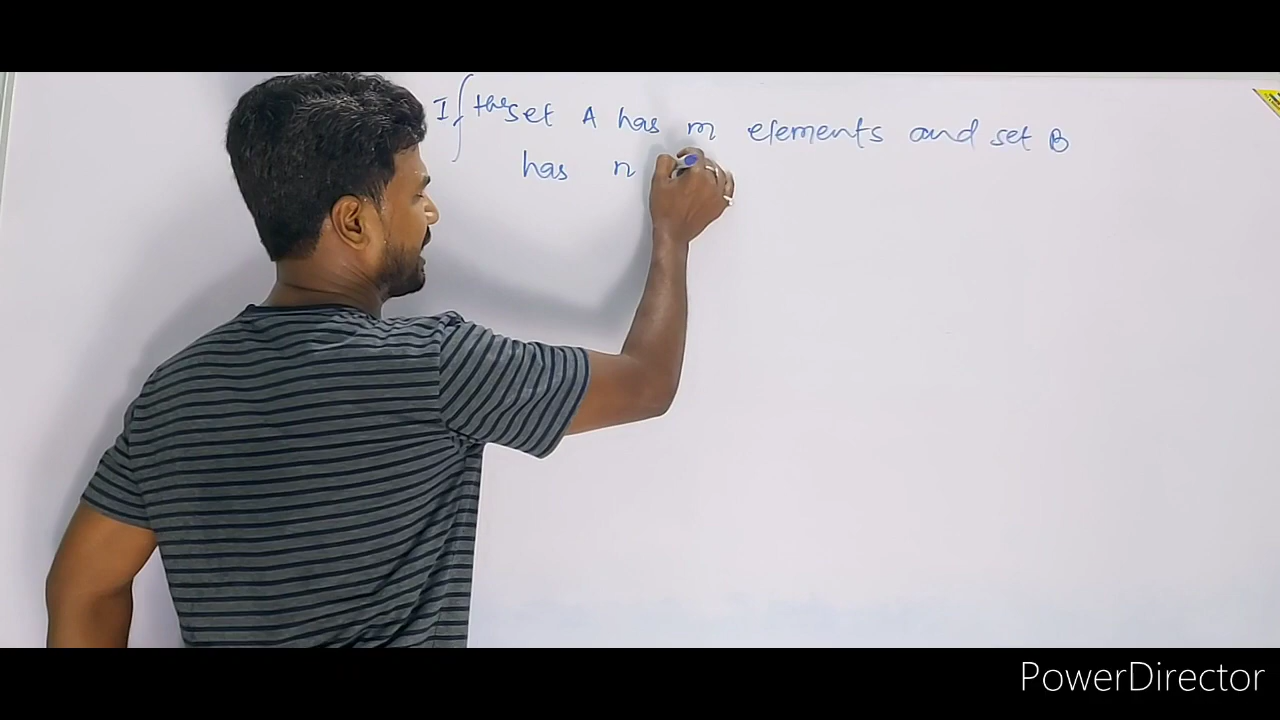 If the set A has m elements and set B
has n
PowerDirector